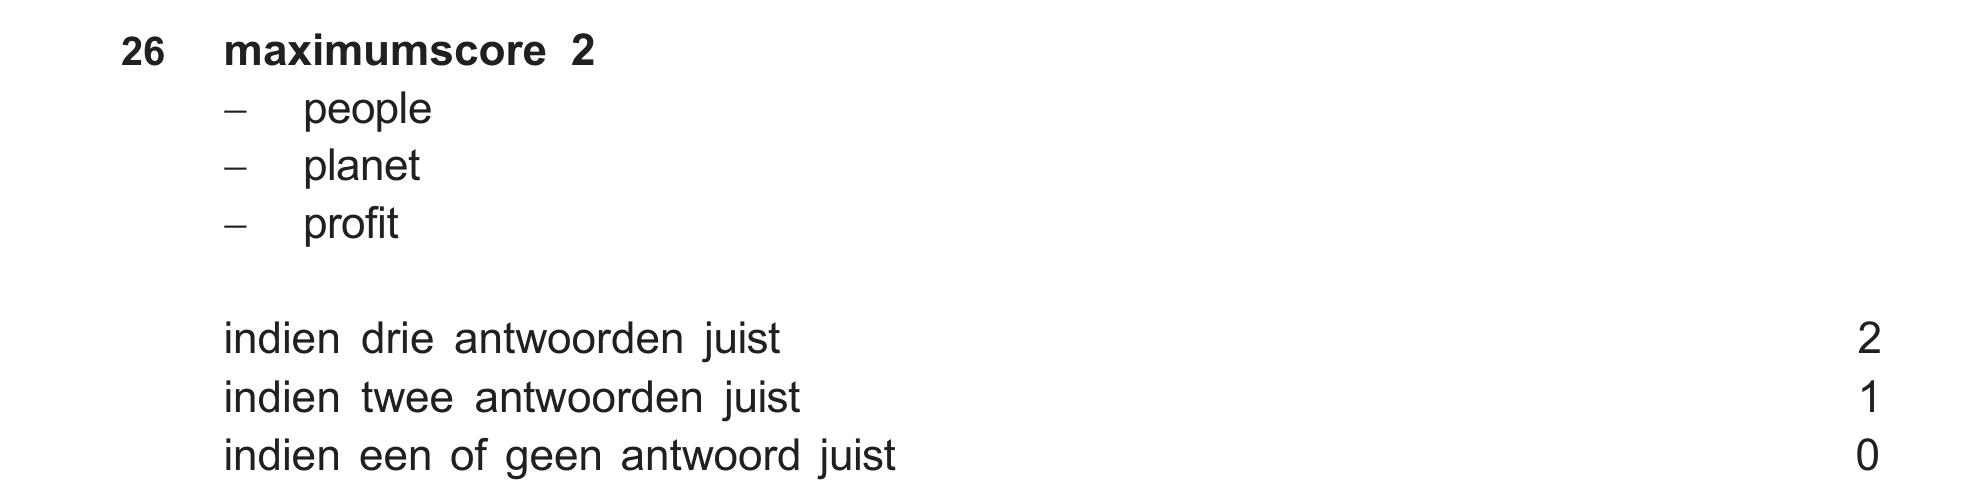 26 maximumscore 2
– people
– planet
– profit
indien drie antwoorden juist 2
indien twee antwoorden juist 1
indien een of geen antwoord juist 0